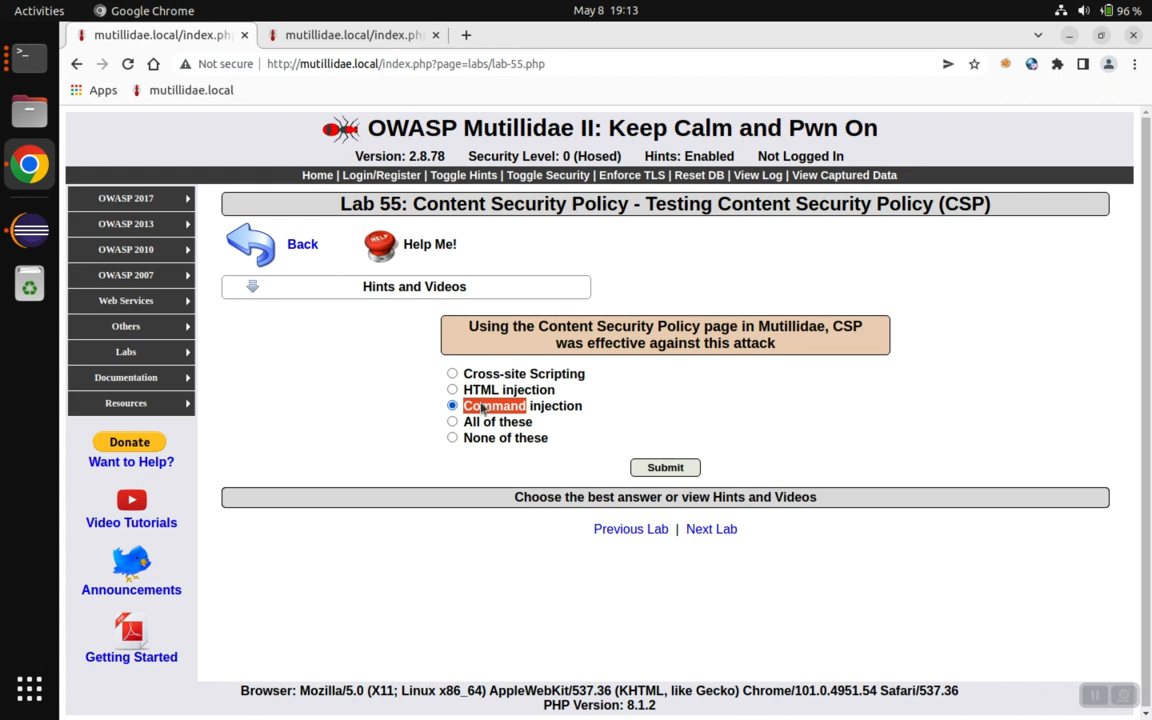 Activities Google Chrome May 8 19:13 96 %
mutillidae.local/index.ph mutillidae.local/index.ph
Not secure http://mutillidae.local/index.php?page=labs/lab-55.php
Apps mutillidae.local
OWASP Mutillidae II: Keep Calm and Pwn On
Version: 2.8.78 Security Level: 0 (Hosed) Hints: Enabled Not Logged In
Home | Login/Register | Toggle Hints | Toggle Security | Enforce TLS | Reset DB | View Log | View Captured Data
OWASP 2017
OWASP 2013
OWASP 2010
OWASP 2007
Web Services
Others
Labs
Documentation
Resources
Donate
Want to Help?
Video Tutorials
Announcements
Getting Started
Lab 55: Content Security Policy - Testing Content Security Policy (CSP)
Back HELP Help Me!
Hints and Videos
Using the Content Security Policy page in Mutillidae, CSP
was effective against this attack
Cross-site Scripting
HTML injection
Command injection
All of these
None of these
Submit
Choose the best answer or view Hints and Videos
Previous Lab | Next Lab
Browser: Mozilla/5.0 (X11; Linux x86_64) AppleWebKit/537.36 (KHTML, like Gecko) Chrome/101.0.4951.54 Safari/537.36
PHP Version: 8.1.2